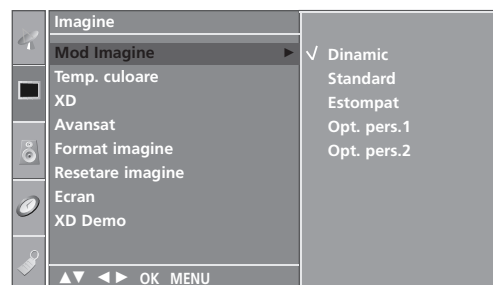 Imagine
Mod Imagine ► √ Dinamic
Temp. culoare Standard
XD Estompat
Avansat Opt. pers.1
Format imagine Opt. pers.2
Resetare imagine
Ecran
XD Demo
▲▼ ◄► OK MENU